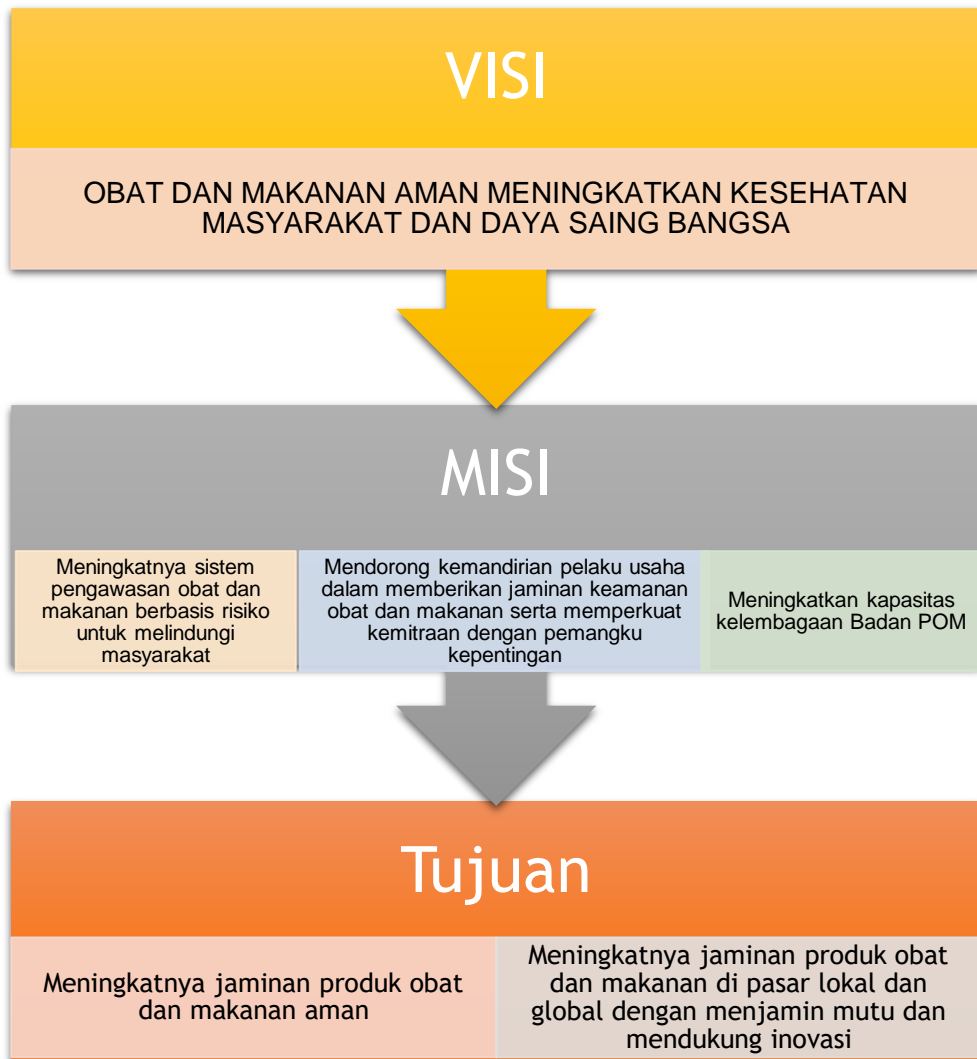 VISI
OBAT DAN MAKANAN AMAN MENINGKATKAN KESEHATAN
MASYARAKAT DAN DAYA SAING BANGSA
MISI
Meningkatnya sistem
pengawasan obat dan
makanan berbasis risiko
untuk melindungi
masyarakat
Mendorong kemandirian pelaku usaha
dalam memberikan jaminan keamanan
obat dan makanan serta memperkuat
kemitraan dengan pemangku
kepentingan
Meningkatkan kapasitas
kelembagaan Badan POM
Tujuan
Meningkatnya jaminan produk obat
dan makanan aman
Meningkatnya jaminan produk obat
dan makanan di pasar lokal dan
global dengan menjamin mutu dan
mendukung inovasi